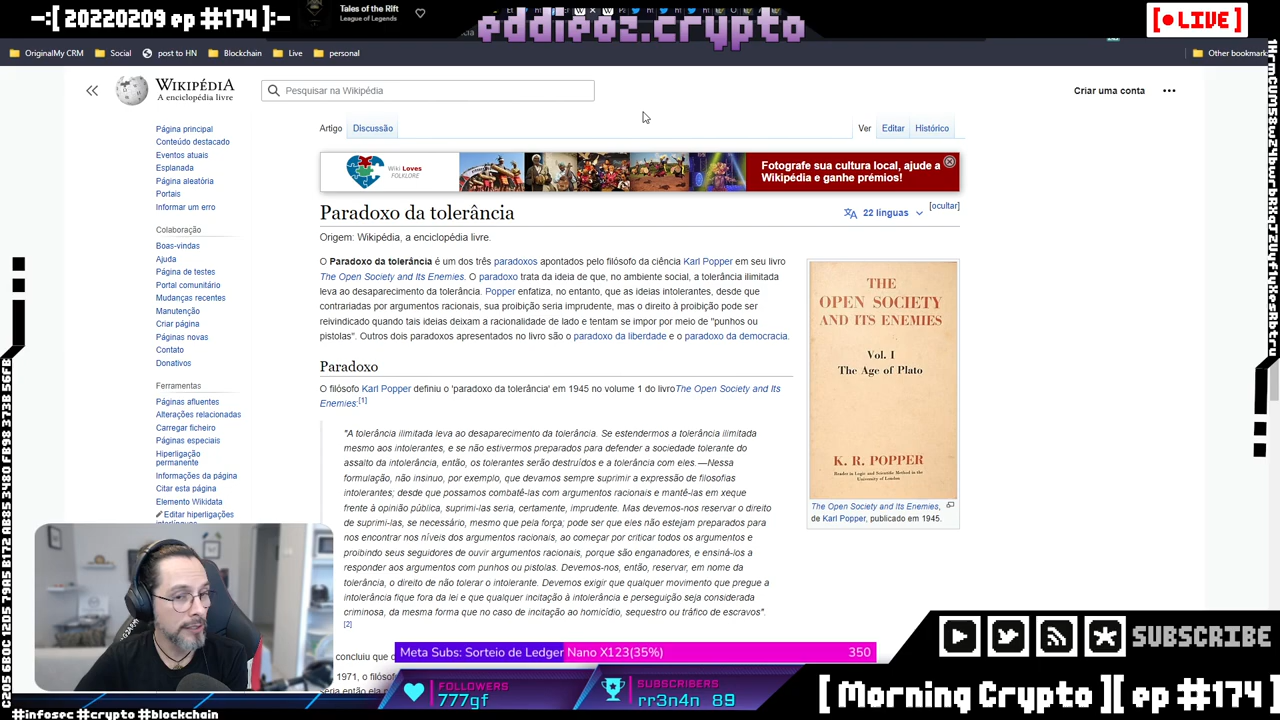 -:[ 20220209 ep #174 ]:-
Tales of the Rift
League of Legends
eddieoz.crypto
[ LIVE ]
OriginalMy CRM
Social
post to HN
Blockchain
Live
personal
Other bookmark
WIKIPÉDIA
A enciclopédia livre
Pesquisar na Wikipédia
Criar uma conta
Artigo
Discussão
Ver
Editar
Histórico
Página principal
Conteúdo destacado
Eventos atuais
Esplanada
Página aleatória
Portais
Informar um erro
Colaboração
Boas-vindas
Ajuda
Página de testes
Portal comunitário
Mudanças recentes
Manutenção
Criar página
Páginas novas
Contato
Donativos
Ferramentas
Páginas afluentes
Alterações relacionadas
Carregar ficheiro
Páginas especiais
Hiperligação
permanente
Informações da página
Citar esta página
Elemento Wikidata
Editar hiperligações
Wiki Loves
FOLKLORE
Fotografe sua cultura local, ajude a
Wikipédia e ganhe prémios!
[ocultar]
Paradoxo da tolerância
22 línguas
Origem: Wikipédia, a enciclopédia livre.
O Paradoxo da tolerância é um dos três paradoxos apontados pelo filósofo da ciência Karl Popper em seu livro
The Open Society and Its Enemies. O paradoxo trata da ideia de que, no ambiente social, a tolerância ilimitada
leva ao desaparecimento da tolerância. Popper enfatiza, no entanto, que as ideias intolerantes, desde que
contrariadas por argumentos racionais, sua proibição seria imprudente, mas o direito à proibição pode ser
reivindicado quando tais ideias deixam a racionalidade de lado e tentam se impor por meio de "punhos ou
pistolas". Outros dois paradoxos apresentados no livro são o paradoxo da liberdade e o paradoxo da democracia.
Paradoxo
O filósofo Karl Popper definiu o 'paradoxo da tolerância' em 1945 no volume 1 do livroThe Open Society and Its
Enemies:[1]
"A tolerância ilimitada leva ao desaparecimento da tolerância. Se estendermos a tolerância ilimitada
mesmo aos intolerantes, e se não estivermos preparados para defender a sociedade tolerante do
assalto da intolerância, então, os tolerantes serão destruídos e a tolerância com eles.—Nessa
formulação, não insinuo, por exemplo, que devamos sempre suprimir a expressão de filosofias
intolerantes; desde que possamos combatê-las com argumentos racionais e mantê-las em xeque
frente à opinião pública, suprimi-las seria, certamente, imprudente. Mas devemos-nos reservar o direito
de suprimi-las, se necessário, mesmo que pela força; pode ser que eles não estejam preparados para
nos encontrar nos níveis dos argumentos racionais, ao começar por criticar todos os argumentos e
proibindo seus seguidores de ouvir argumentos racionais, porque são enganadores, e ensiná-los a
responder aos argumentos com punhos ou pistolas. Devemos-nos, então, reservar, em nome da
tolerância, o direito de não tolerar o intolerante. Devemos exigir que qualquer movimento que pregue a
intolerância fique fora da lei e que qualquer incitação à intolerância e perseguição seja considerada
criminosa, da mesma forma que no caso de incitação ao homicídio, sequestro ou tráfico de escravos".
[2]
concluiu que
1971, o filósof
THE
OPEN SOCIETY
AND ITS ENEMIES
Vol. I
The Age of Plato
K. R. POPPER
Reader in Logic and Scientific Method in the
University of London
The Open Society and Its Enemies,
de Karl Popper, publicado em 1945.
Meta Subs: Sorteio de Ledger Nano X123(35%)
350
FOLLOWERS
777gf
SUBSCRIBERS
rr3n4n 89
SUBSCRIBE
[ Morning Crypto ][ ep #174 ]
#infosec #crypto #blockchain